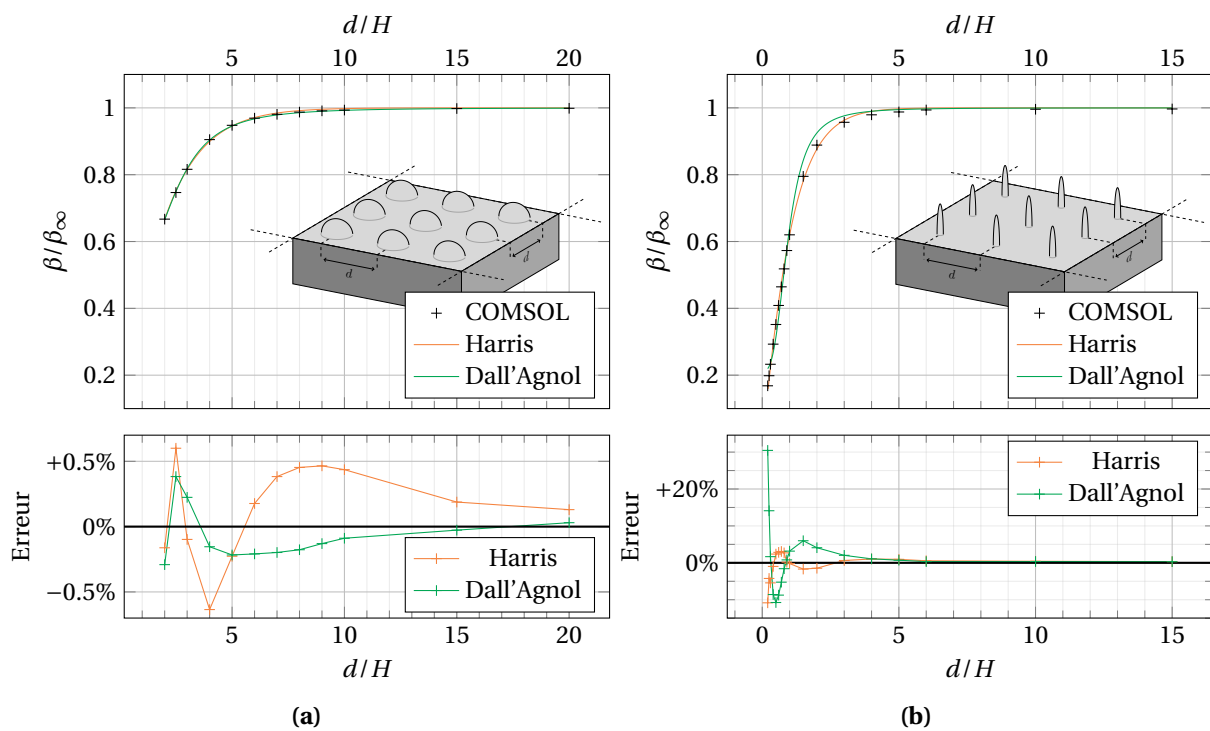 d/H
5 10 15 20
1
0.8
0.6
0.4
0.2
β/β∞
d
d
COMSOL
Harris
Dall'Agnol
+0.5%
0%
−0.5%
Erreur
Harris
Dall'Agnol
5 10 15 20
d/H
(a)
d/H
0 5 10 15
1
0.8
0.6
0.4
0.2
β/β∞
d
d
COMSOL
Harris
Dall'Agnol
+20%
0%
Erreur
Harris
Dall'Agnol
0 5 10 15
d/H
(b)